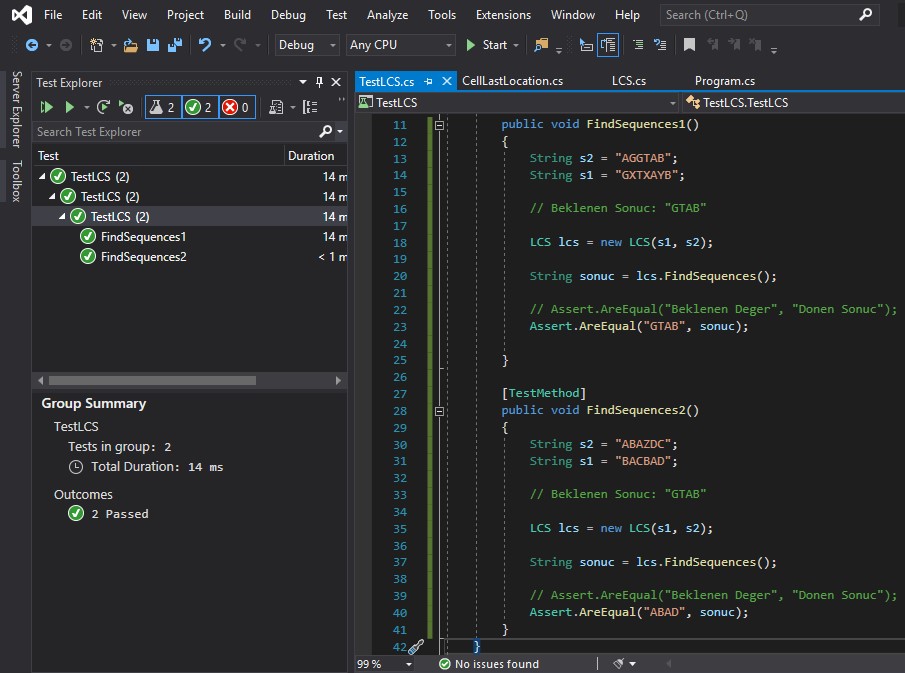 File Edit View Project Build Debug Test Analyze Tools Extensions Window Help Search (Ctrl+Q)
Debug Any CPU Start
Server Explorer
Toolbox
Test Explorer
2 2 0
Search Test Explorer
Test Duration
TestLCS (2) 14 m
TestLCS (2) 14 m
TestLCS (2) 14 m
FindSequences1 14 m
FindSequences2 < 1 m
Group Summary
TestLCS
Tests in group: 2
Total Duration: 14 ms
Outcomes
2 Passed
TestLCS.cs CellLastLocation.cs LCS.cs Program.cs
TestLCS TestLCS.TestLCS
11 public void FindSequences1()
12 {
13 String s2 = "AGGTAB";
14 String s1 = "GXTXAYB";
15
16 // Beklenen Sonuc: "GTAB"
17
18 LCS lcs = new LCS(s1, s2);
19
20 String sonuc = lcs.FindSequences();
21
22 // Assert.AreEqual("Beklenen Deger", "Donen Sonuc");
23 Assert.AreEqual("GTAB", sonuc);
24
25 }
26
27 [TestMethod]
28 public void FindSequences2()
29 {
30 String s2 = "ABAZDC";
31 String s1 = "BACBAD";
32
33 // Beklenen Sonuc: "GTAB"
34
35 LCS lcs = new LCS(s1, s2);
36
37 String sonuc = lcs.FindSequences();
38
39 // Assert.AreEqual("Beklenen Deger", "Donen Sonuc");
40 Assert.AreEqual("ABAD", sonuc);
41 }
42 }
99 % No issues found